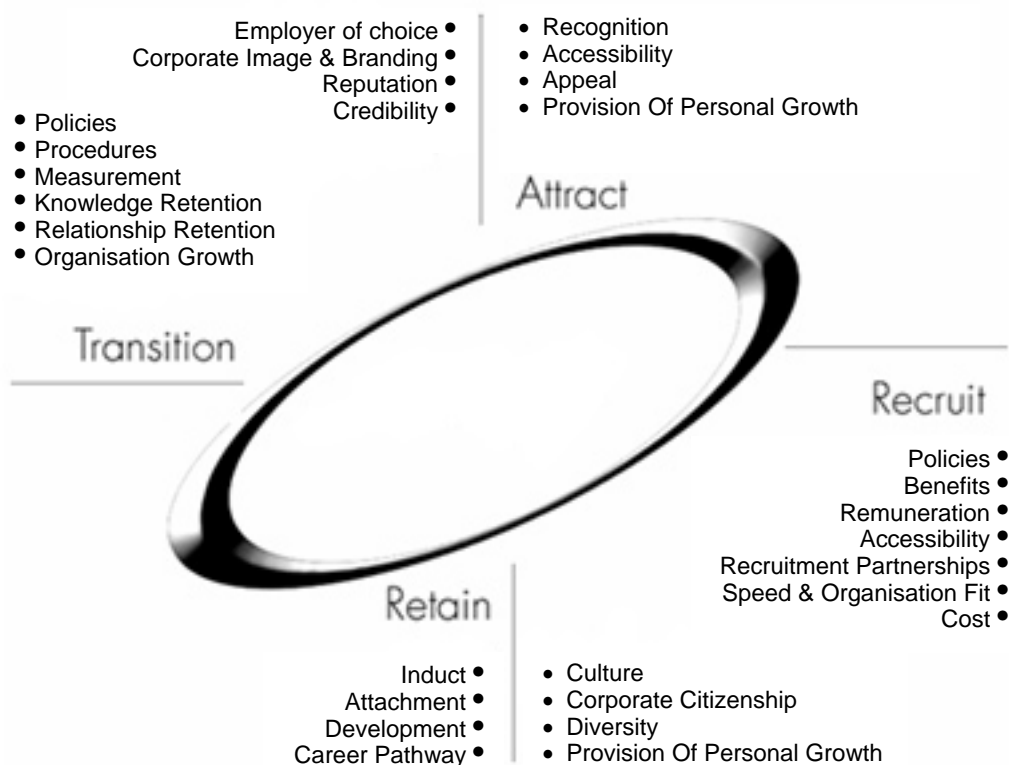 Employer of choice
Corporate Image & Branding
Reputation
Credibility
Recognition
Accessibility
Appeal
Provision Of Personal Growth
Attract
Policies
Procedures
Measurement
Knowledge Retention
Relationship Retention
Organisation Growth
Transition
Recruit
Policies
Benefits
Remuneration
Accessibility
Recruitment Partnerships
Speed & Organisation Fit
Cost
Retain
Induct
Attachment
Development
Career Pathway
Culture
Corporate Citizenship
Diversity
Provision Of Personal Growth